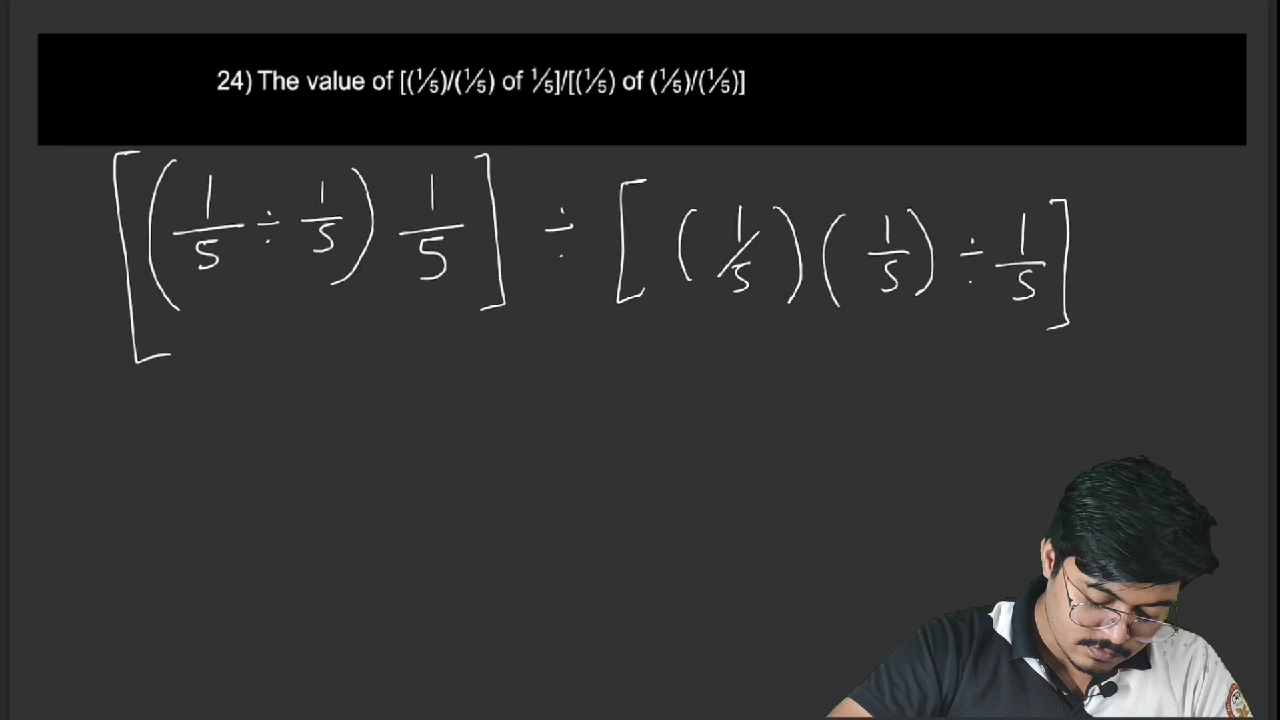 24) The value of [(⅕)/(⅕) of ⅕]/[(⅕) of (⅕)/(⅕)]
[(1/5 ÷ 1/5) 1/5] ÷ [(1/5)(1/5) ÷ 1/5]